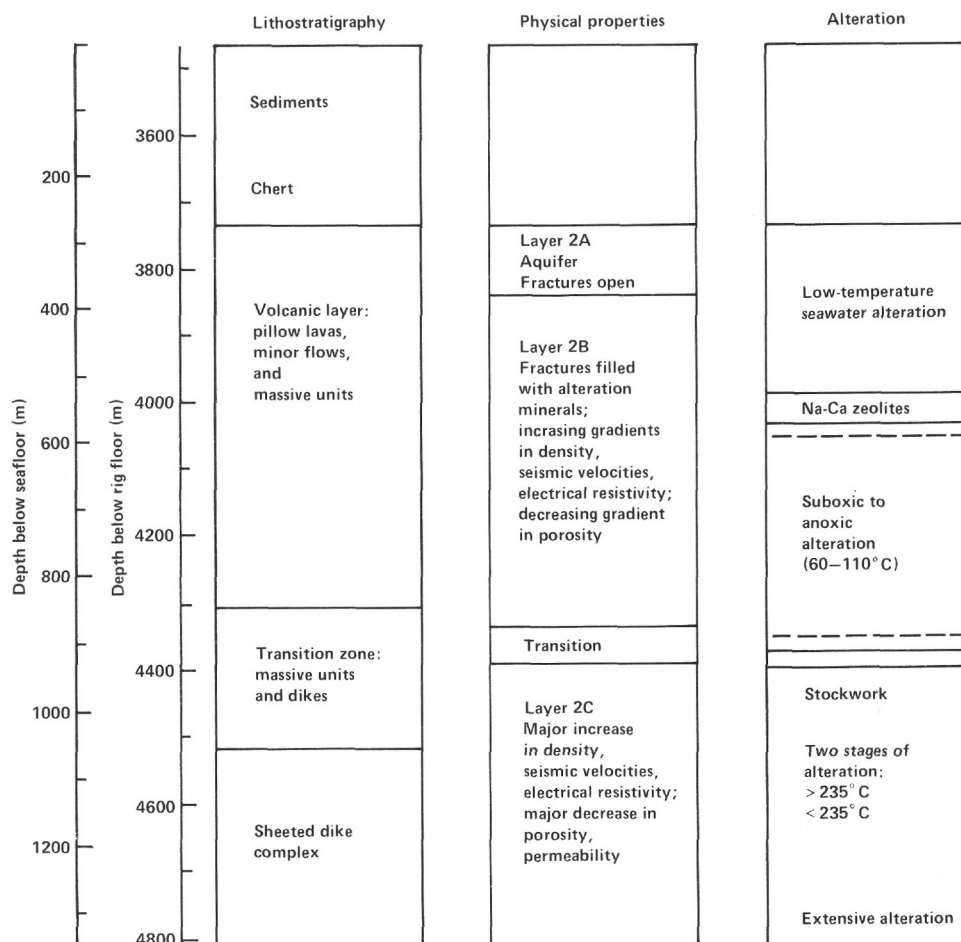 Lithostratigraphy
Physical properties
Alteration
Depth below seafloor (m)
200
400
600
800
1000
1200
Depth below rig floor (m)
3600
3800
4000
4200
4400
4600
4800
Sediments
Chert
Volcanic layer:
pillow lavas,
minor flows,
and
massive units
Transition zone:
massive units
and dikes
Sheeted dike
complex
Layer 2A
Aquifer
Fractures open
Layer 2B
Fractures filled
with alteration
minerals;
incrasing gradients
in density,
seismic velocities,
electrical resistivity;
decreasing gradient
in porosity
Transition
Layer 2C
Major increase
in density,
seismic velocities,
electrical resistivity;
major decrease in
porosity,
permeability
Low-temperature
seawater alteration
Na-Ca zeolites
Suboxic to
anoxic
alteration
(60–110°C)
Stockwork
Two stages of
alteration:
> 235°C
< 235°C
Extensive alteration